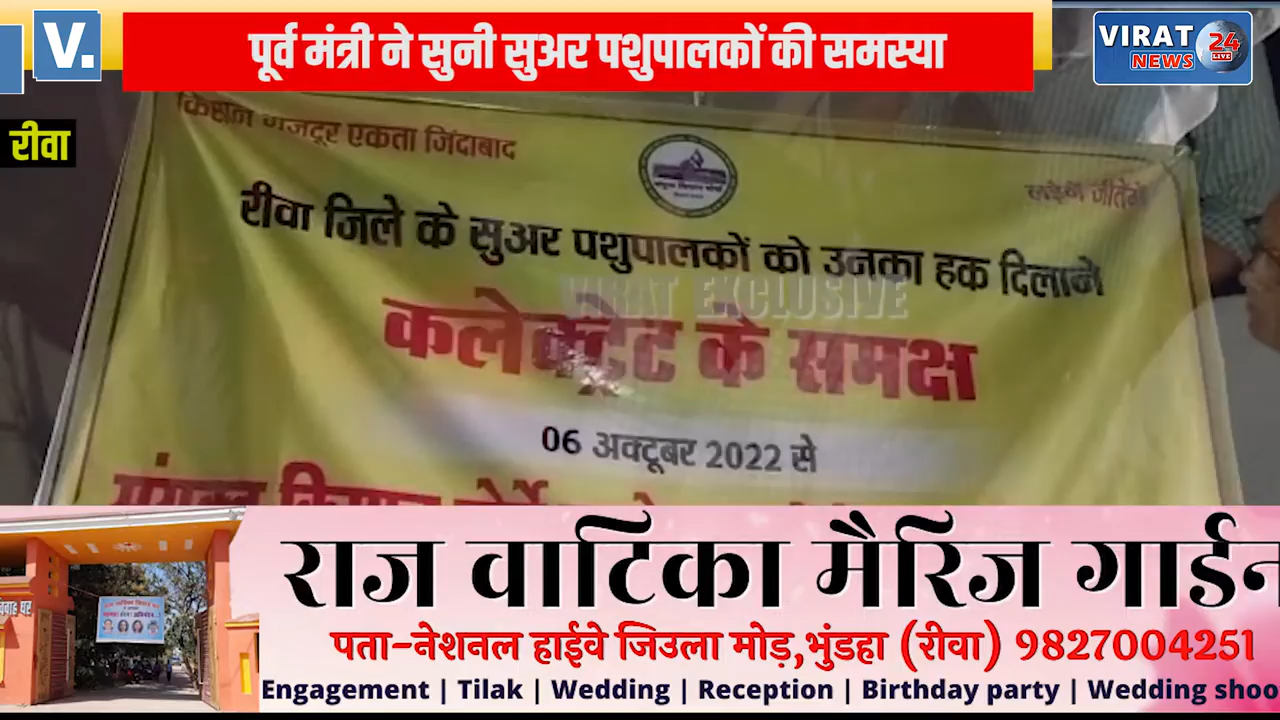 V.
पूर्व मंत्री ने सुनी सुअर पशुपालकों की समस्या
VIRAT
NEWS
24
LIVE
रीवा
किसान मजदूर एकता जिंदाबाद
रीवा जिले के सुअर पशुपालकों को उनका हक दिलाने
VIRAT EXCLUSIVE
कलेक्ट्रेट के समक्ष
06 अक्टूबर 2022 से
राज वाटिका मैरिज गार्डन
पता-नेशनल हाईवे जिउला मोड़,भुंडहा (रीवा) 9827004251
Engagement | Tilak | Wedding | Reception | Birthday party | Wedding shoo